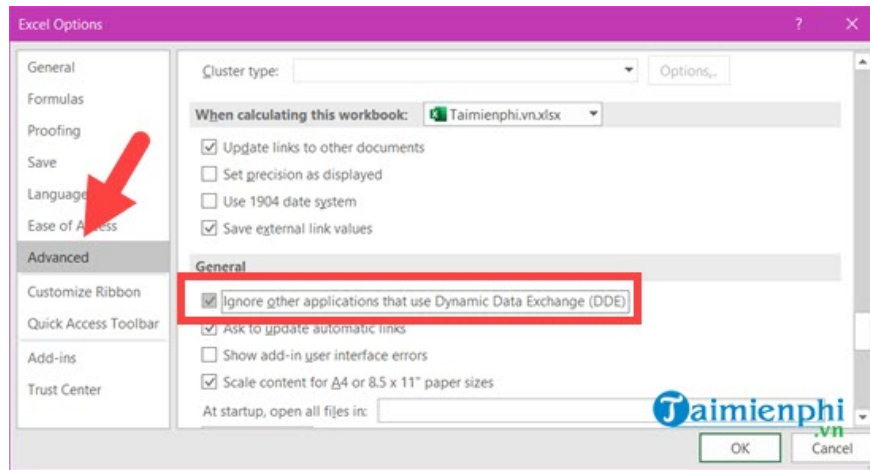 Excel Options
? ×
General
Formulas
Proofing
Save
Language
Ease of Access
Advanced
Customize Ribbon
Quick Access Toolbar
Add-ins
Trust Center
Cluster type:
Options...
When calculating this workbook: Taimienphi.vn.xlsx
Update links to other documents
Set precision as displayed
Use 1904 date system
Save external link values
General
Ignore other applications that use Dynamic Data Exchange (DDE)
Ask to update automatic links
Show add-in user interface errors
Scale content for A4 or 8.5 x 11" paper sizes
At startup, open all files in:
Taimienphi
.vn
OK Cancel